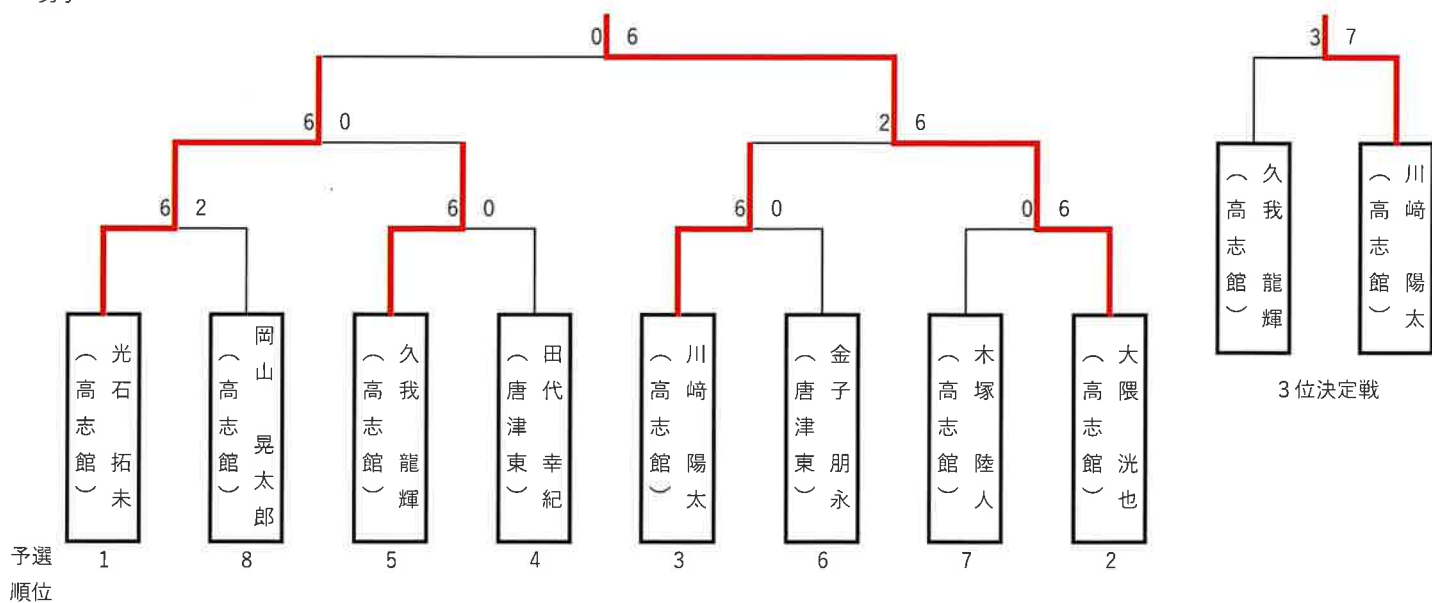 0 6
3 7
6 0
2 6
6 2
6 0
6 0
0 6
光石 拓未
(高志館)
岡山 晃太郎
(高志館)
久我 龍輝
(高志館)
田代 幸紀
(唐津東)
川﨑 陽太
(高志館)
金子 朋永
(唐津東)
木塚 陸人
(高志館)
大隈 洸也
(高志館)
久我 龍輝
(高志館)
川﨑 陽太
(高志館)
3位決定戦
予選順位
1 8 5 4 3 6 7 2